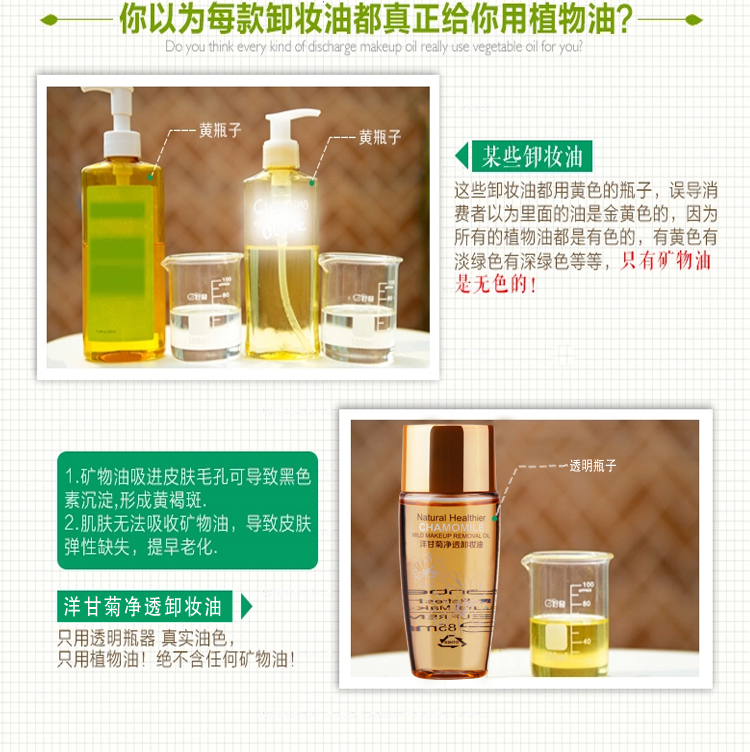 你以为每款卸妆油都真正给你用植物油?
Do you think every kind of discharge makeup oil really use vegetable oil for you?
黄瓶子
黄瓶子
某些卸妆油
这些卸妆油都用黄色的瓶子，误导消
费者以为里面的油是金黄色的，因为
所有的植物油都是有色的，有黄色有
淡绿色有深绿色等等，只有矿物油
是无色的!
1.矿物油吸进皮肤毛孔可导致黑色
素沉淀,形成黄褐斑.
2.肌肤无法吸收矿物油，导致皮肤
弹性缺失，提早老化.
洋甘菊净透卸妆油
只用透明瓶器 真实油色，
只用植物油！绝不含任何矿物油!
透明瓶子
Natural Healthier
CHAMOMILE
MILD MAKEUP REMOVAL OIL
洋甘菊净透卸妆油
85ml
100
80
40
100
80